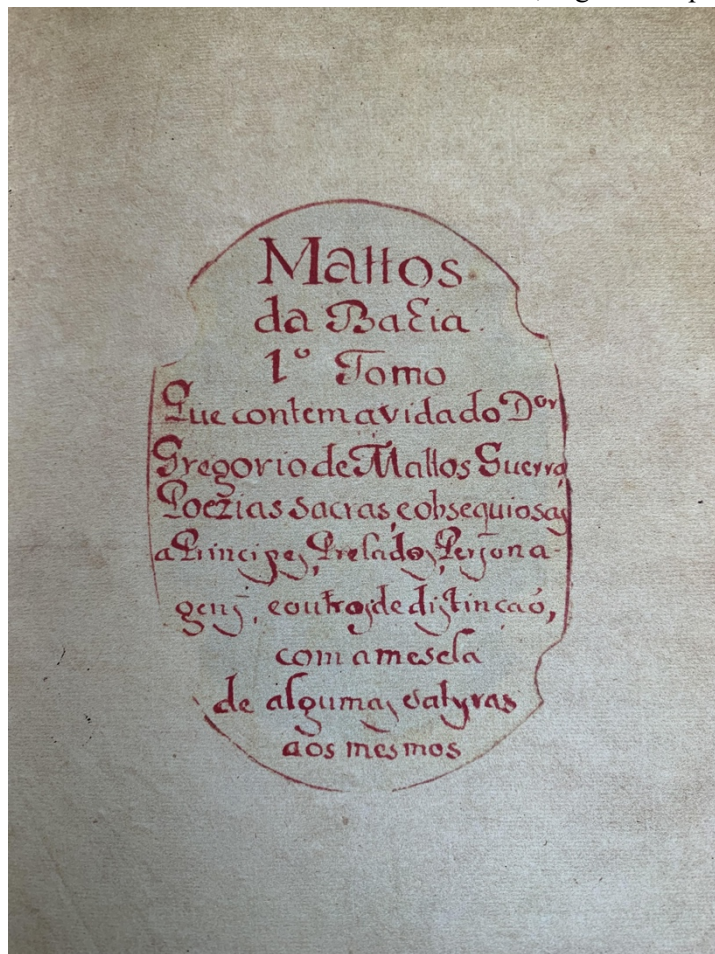 Mattos
da Bahia.
1º Tomo
Que contem a vida do Dor
Gregorio de Mattos Guerra,
Poezias sacras, e obsequiosas
a Principes, Prelados, Persona-
gens, e outros de distinçaó,
com a mescla
de algumas satyras
aos mesmos